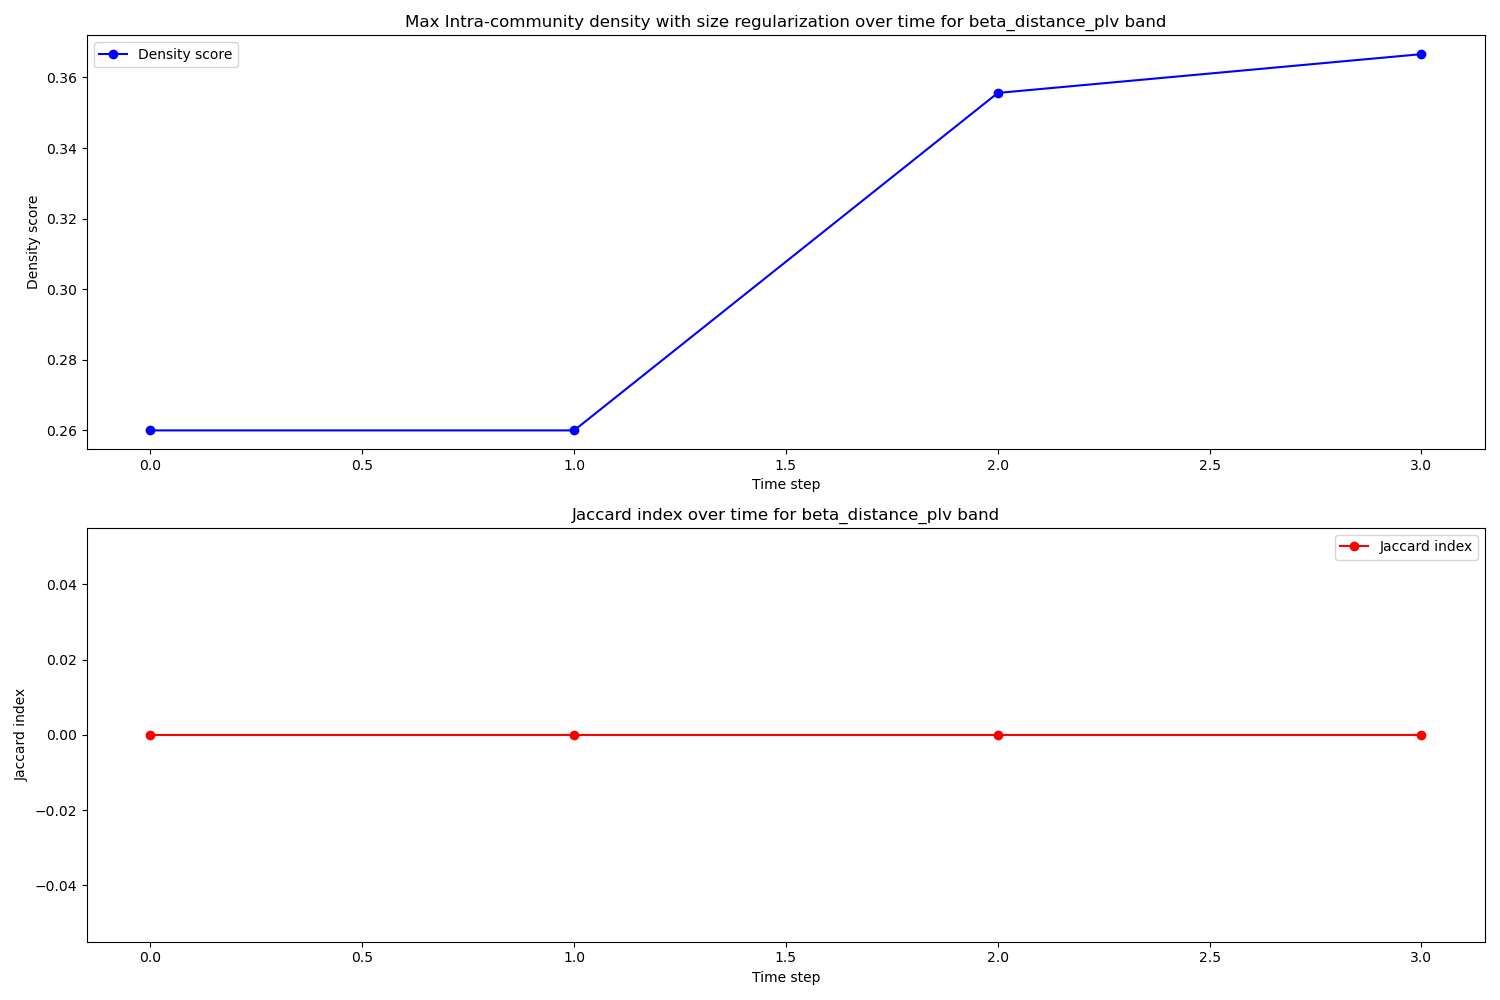 Max Intra-community density with size regularization over time for beta_distance_plv band
Density score
0.36
0.34
0.32
0.30
0.28
0.26
Density score
0.0 0.5 1.0 1.5 2.0 2.5 3.0
Time step
Jaccard index over time for beta_distance_plv band
Jaccard index
0.04
0.02
0.00
−0.02
−0.04
Jaccard index
0.0 0.5 1.0 1.5 2.0 2.5 3.0
Time step